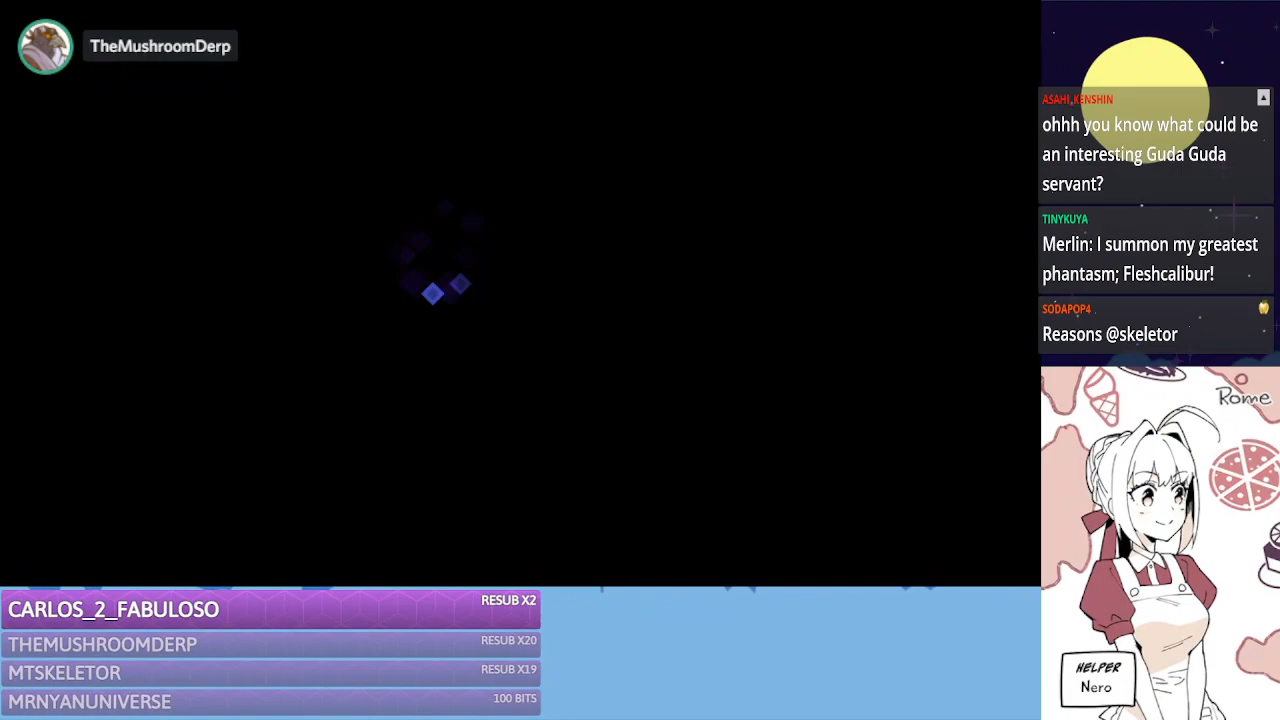 TheMushroomDerp
ASAHI_KENSHIN
ohhh you know what could be
an interesting Guda Guda
servant?
TINYKUYA
Merlin: I summon my greatest
phantasm; Fleshcalibur!
SODAPOP4
Reasons @skeletor
Rome
HELPER
Nero
CARLOS_2_FABULOSO RESUB X2
THEMUSHROOMDERP RESUB X20
MTSKELETOR RESUB X19
MRNYANUNIVERSE 100 BITS